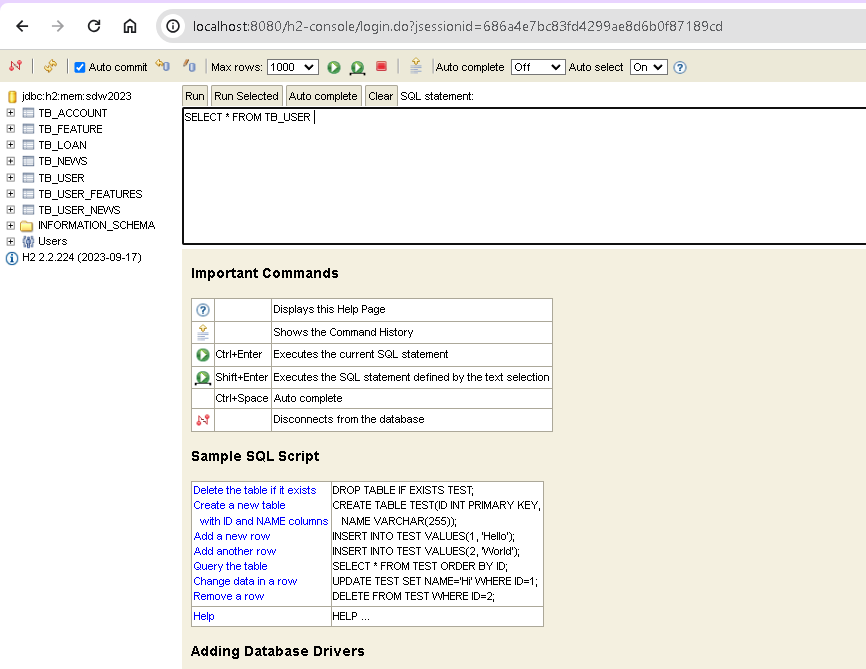 localhost:8080/h2-console/login.do?jsessionid=686a4e7bc83fd4299ae8d6b0f87189cd
Auto commit Max rows: 1000 Auto complete Off Auto select On
jdbc:h2:mem:sdw2023
TB_ACCOUNT
TB_FEATURE
TB_LOAN
TB_NEWS
TB_USER
TB_USER_FEATURES
TB_USER_NEWS
INFORMATION_SCHEMA
Users
H2 2.2.224 (2023-09-17)
Run Run Selected Auto complete Clear SQL statement:
SELECT * FROM TB_USER
Important Commands
Displays this Help Page
Shows the Command History
Ctrl+Enter Executes the current SQL statement
Shift+Enter Executes the SQL statement defined by the text selection
Ctrl+Space Auto complete
Disconnects from the database
Sample SQL Script
Delete the table if it exists DROP TABLE IF EXISTS TEST;
Create a new table CREATE TABLE TEST(ID INT PRIMARY KEY,
with ID and NAME columns NAME VARCHAR(255));
Add a new row INSERT INTO TEST VALUES(1, 'Hello');
Add another row INSERT INTO TEST VALUES(2, 'World');
Query the table SELECT * FROM TEST ORDER BY ID;
Change data in a row UPDATE TEST SET NAME='Hi' WHERE ID=1;
Remove a row DELETE FROM TEST WHERE ID=2;
Help HELP ...
Adding Database Drivers